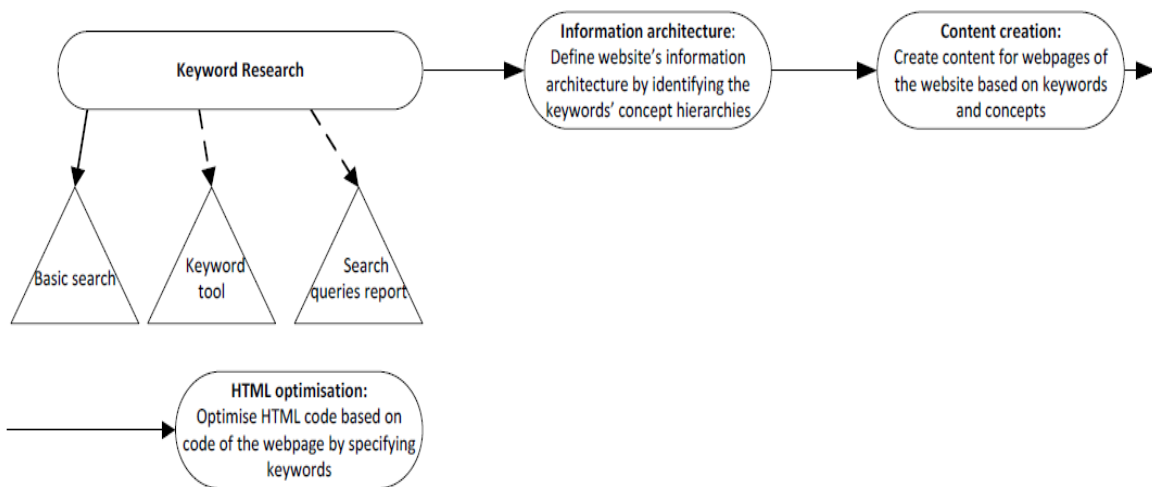 Keyword Research
Information architecture:
Define website's information
architecture by identifying the
keywords' concept hierarchies
Content creation:
Create content for webpages of
the website based on keywords
and concepts
Basic search
Keyword
tool
Search
queries report
HTML optimisation:
Optimise HTML code based on
code of the webpage by specifying
keywords